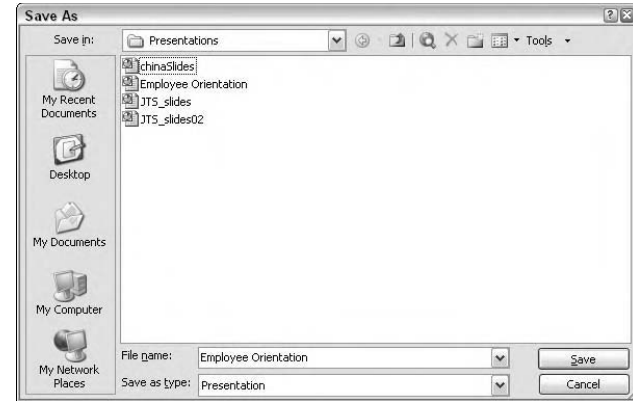 Save As
Save in:
Presentations
Tools
My Recent
Documents
Desktop
My Documents
My Computer
My Network
Places
chinaSlides
Employee Orientation
JTS_slides
JTS_slides02
File name:
Employee Orientation
Save
Save as type:
Presentation
Cancel